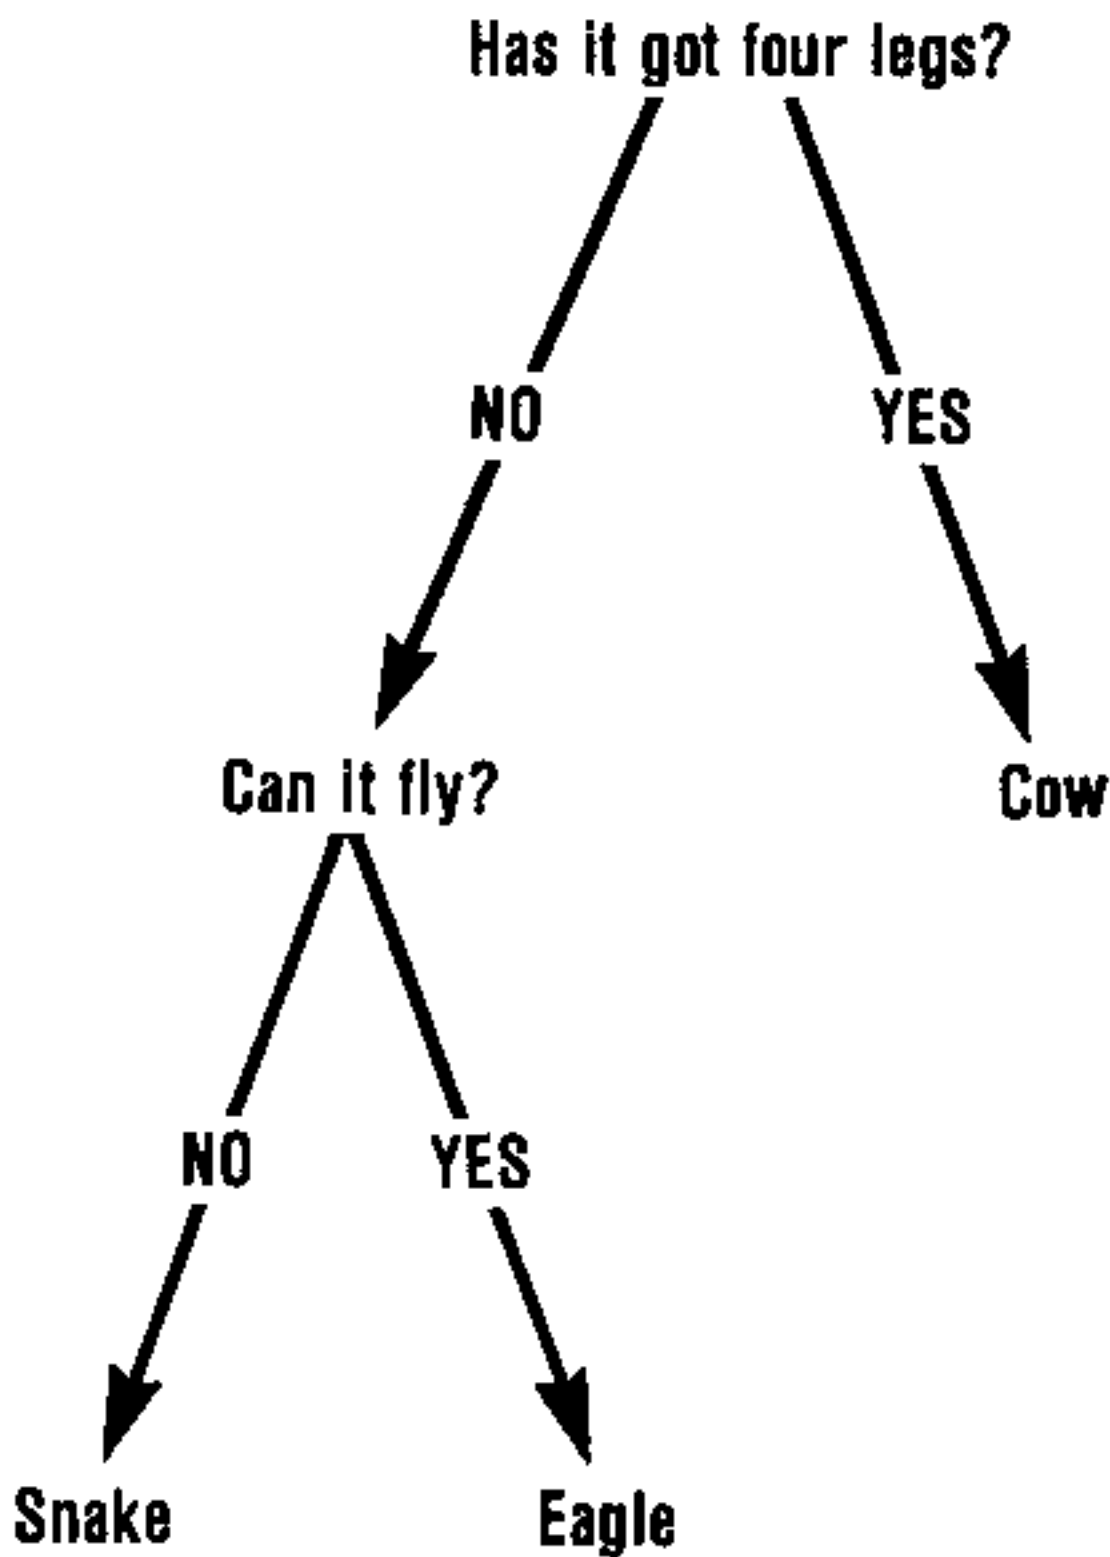 Has it got four legs?
NO
YES
Can it fly?
Cow
NO
YES
Snake
Eagle